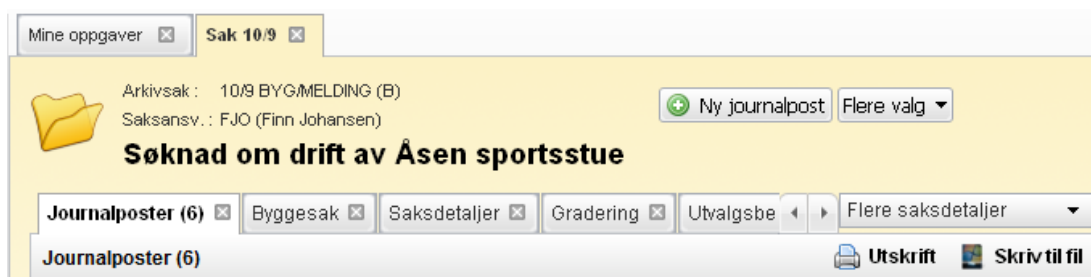 Mine oppgaver Sak 10/9
Arkivsak : 10/9 BYG/MELDING (B)
Saksansv. : FJO (Finn Johansen)
Ny journalpost Flere valg
Søknad om drift av Åsen sportsstue
Journalposter (6) Byggesak Saksdetaljer Gradering Utvalgsbe Flere saksdetaljer
Journalposter (6) Utskrift Skriv til fil